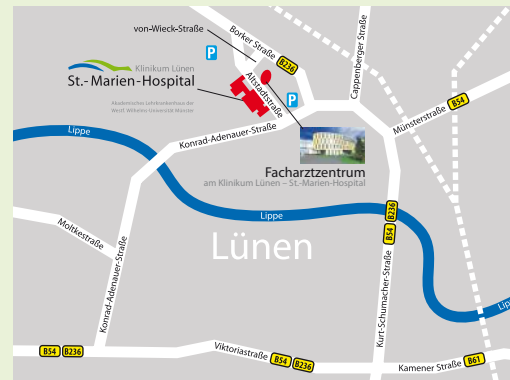 von-Wieck-Straße
Borker Straße
B236
Cappenberger Straße
P
Klinikum Lünen
St.-Marien-Hospital
Akademisches Lehrkrankenhaus der
Westf. Wilhelms-Universität Münster
Altstadtstraße
P
B54
Münsterstraße
Lippe
Konrad-Adenauer-Straße
Facharztzentrum
am Klinikum Lünen – St.-Marien-Hospital
Lippe
B236
B54
Moltkestraße
Lünen
Konrad-Adenauer-Straße
Kurt-Schumacher-Straße
Lipp
B54 B236
Viktoriastraße
B54 B236
Kamener Straße
B61